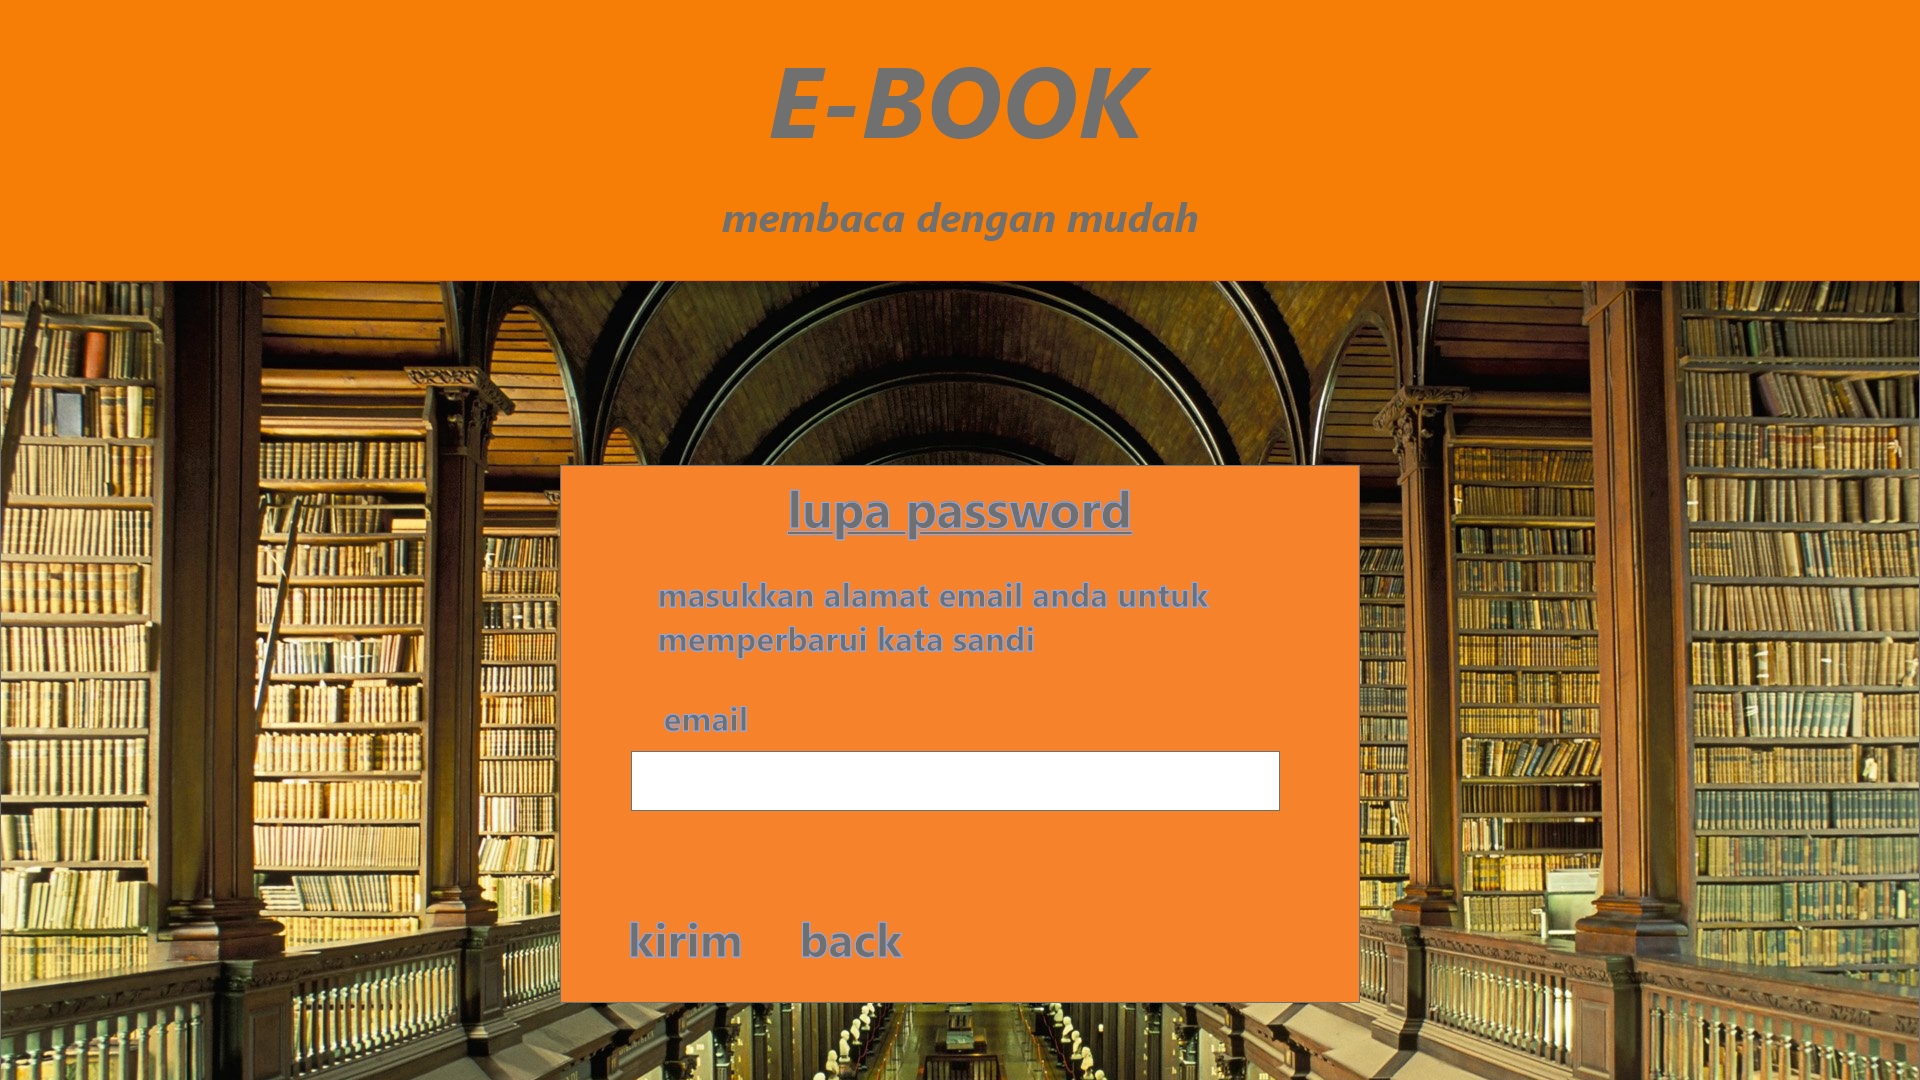 E-BOOK
membaca dengan mudah
lupa password
masukkan alamat email anda untuk
memperbarui kata sandi
email
kirim back